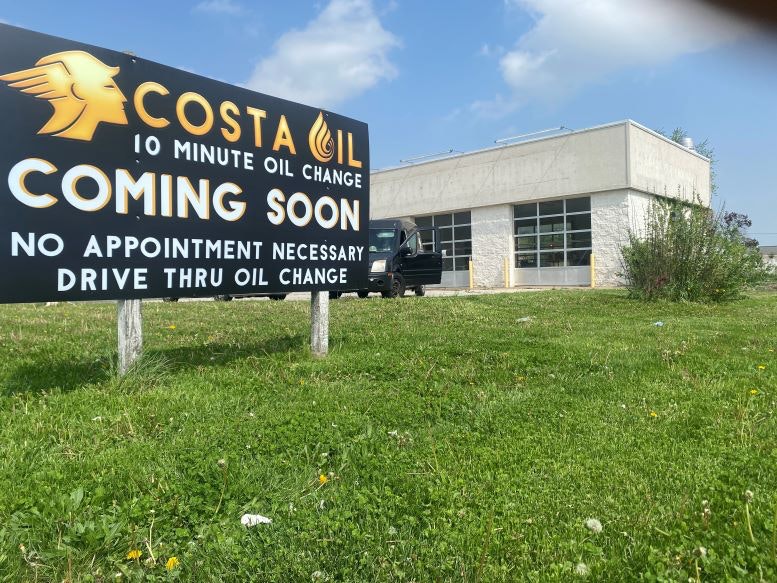 COSTA OIL
10 MINUTE OIL CHANGE
COMING SOON
NO APPOINTMENT NECESSARY
DRIVE THRU OIL CHANGE